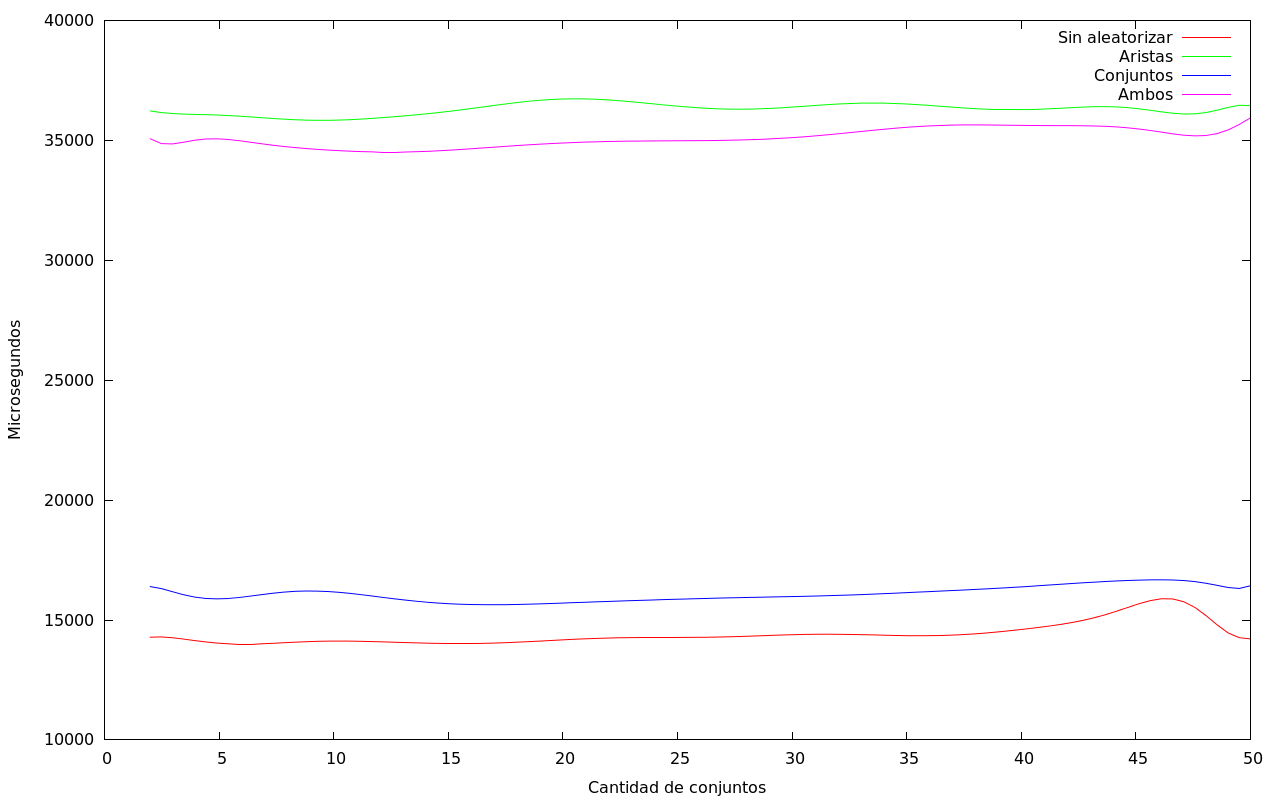 40000
35000
30000
25000
20000
15000
10000
Microsegundos
Sin aleatorizar
Aristas
Conjuntos
Ambos
0 5 10 15 20 25 30 35 40 45 50
Cantidad de conjuntos